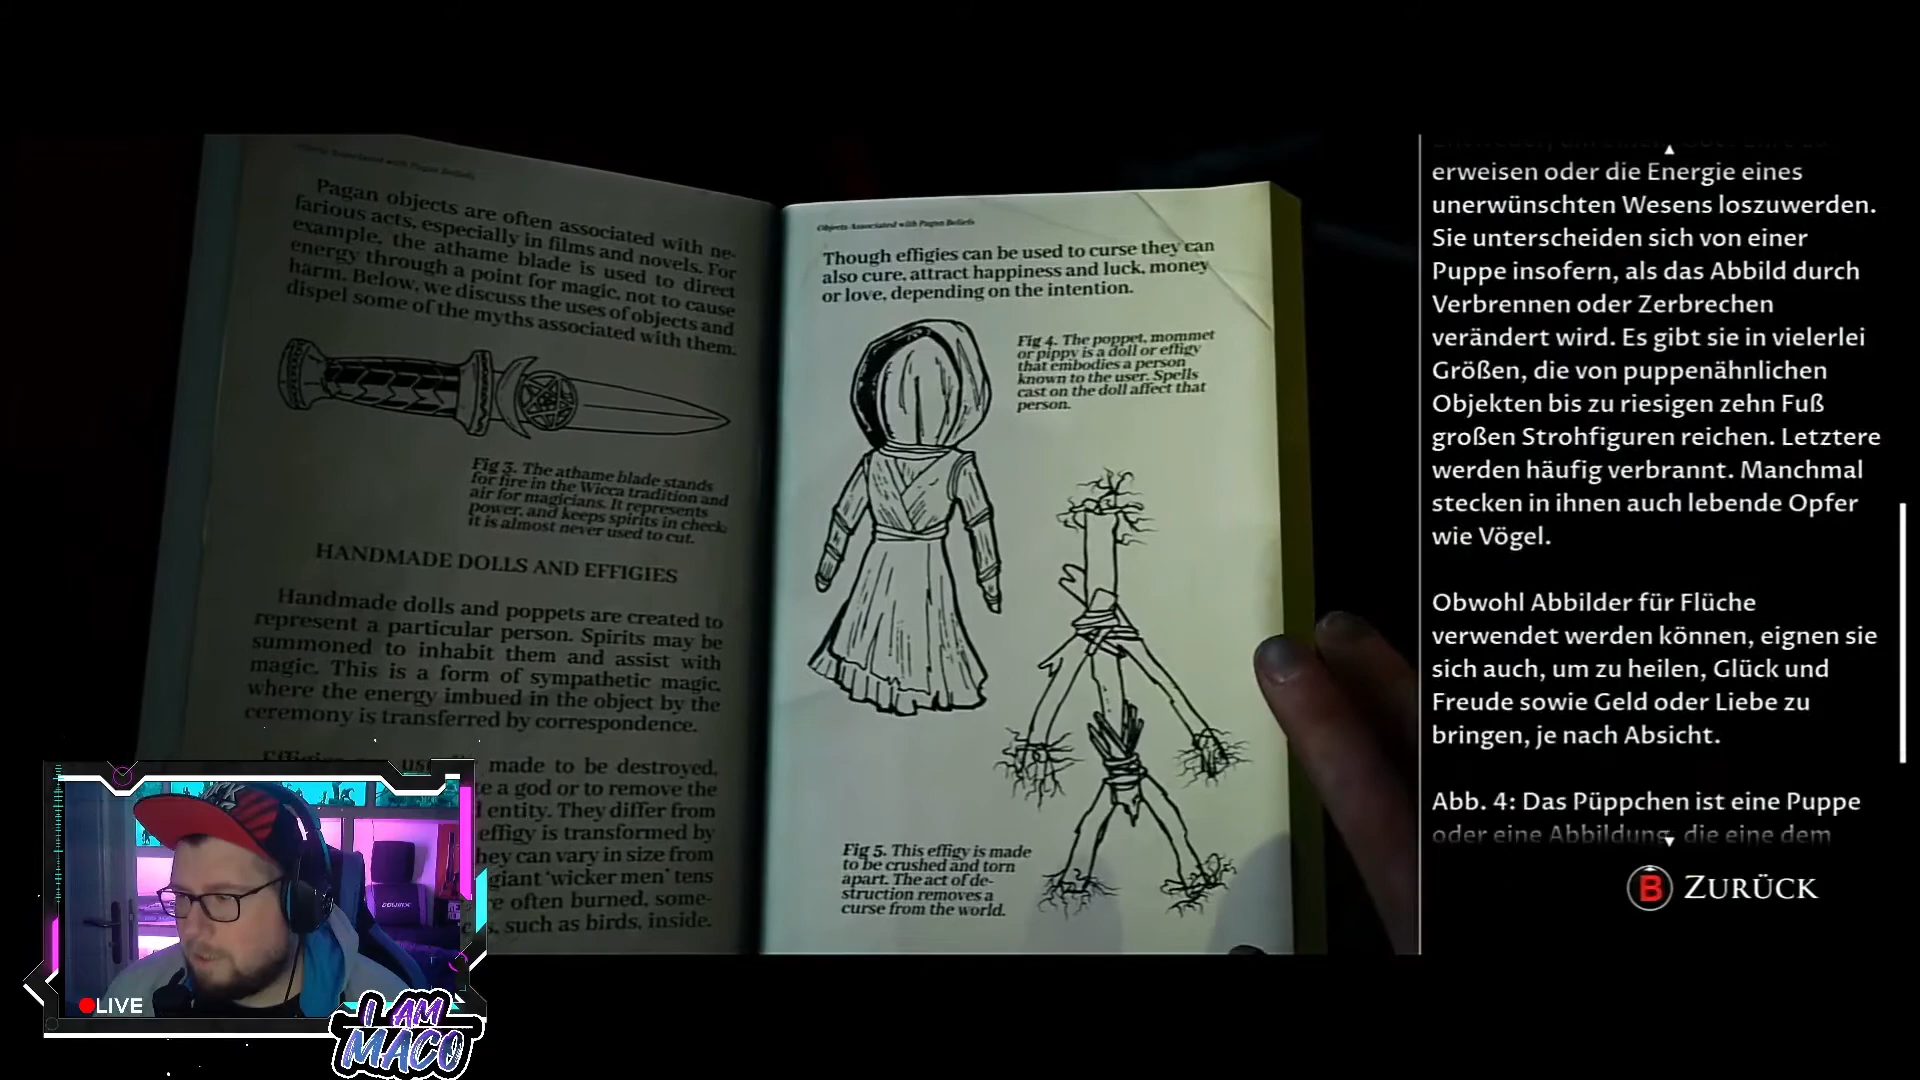 Objects Associated with Pagan Beliefs
Pagan objects are often associated with ne-
farious acts, especially in films and novels. For
example, the athame blade is used to direct
energy through a point for magic, not to cause
harm. Below, we discuss the uses of objects and
dispel some of the myths associated with them.
Fig 3. The athame blade stands
for fire in the Wicca tradition and
air for magicians. It represents
power, and keeps spirits in check;
it is almost never used to cut.
HANDMADE DOLLS AND EFFIGIES
Handmade dolls and poppets are created to
represent a particular person. Spirits may be
summoned to inhabit them and assist with
magic. This is a form of sympathetic magic,
where the energy imbued in the object by the
ceremony is transferred by correspondence.
made to be destroyed,
a god or to remove the
entity. They differ from
effigy is transformed by
they can vary in size from
giant 'wicker men' tens
often burned, some-
such as birds, inside.
Objects Associated with Pagan Beliefs
Though effigies can be used to curse they can
also cure, attract happiness and luck, money
or love, depending on the intention.
Fig 4. The poppet, mommet
or pippy is a doll or effigy
that embodies a person
known to the user. Spells
cast on the doll affect that
person.
Fig 5. This effigy is made
to be crushed and torn
apart. The act of de-
struction removes a
curse from the world.
erweisen oder die Energie eines
unerwünschten Wesens loszuwerden.
Sie unterscheiden sich von einer
Puppe insofern, als das Abbild durch
Verbrennen oder Zerbrechen
verändert wird. Es gibt sie in vielerlei
Größen, die von puppenähnlichen
Objekten bis zu riesigen zehn Fuß
großen Strohfiguren reichen. Letztere
werden häufig verbrannt. Manchmal
stecken in ihnen auch lebende Opfer
wie Vögel.
Obwohl Abbilder für Flüche
verwendet werden können, eignen sie
sich auch, um zu heilen, Glück und
Freude sowie Geld oder Liebe zu
bringen, je nach Absicht.
Abb. 4: Das Püppchen ist eine Puppe
oder eine Abbildung, die eine dem
B ZURÜCK
LIVE
I AM
MACO